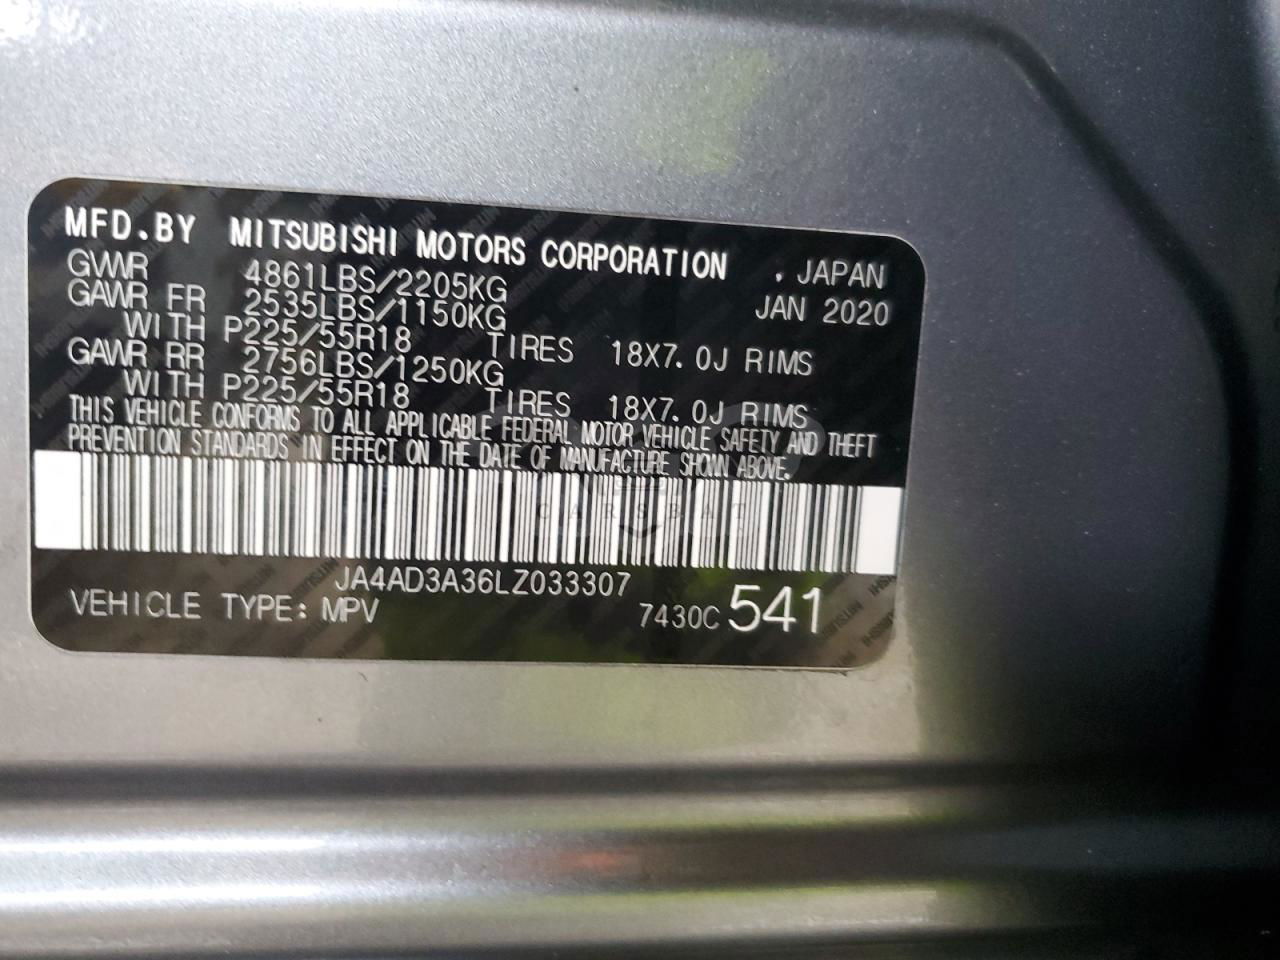 MFD.BY MITSUBISHI MOTORS CORPORATION , JAPAN
GVWR 4861LBS/2205KG JAN 2020
GAWR FR 2535LBS/1150KG
WITH P225/55R18 TIRES 18X7.0J RIMS
GAWR RR 2756LBS/1250KG
WITH P225/55R18 TIRES 18X7.0J RIMS
THIS VEHICLE CONFORMS TO ALL APPLICABLE FEDERAL MOTOR VEHICLE SAFETY AND THEFT
PREVENTION STANDARDS IN EFFECT ON THE DATE OF MANUFACTURE SHOWN ABOVE.
CARSBAT
JA4AD3A36LZ033307
VEHICLE TYPE: MPV 7430C 541